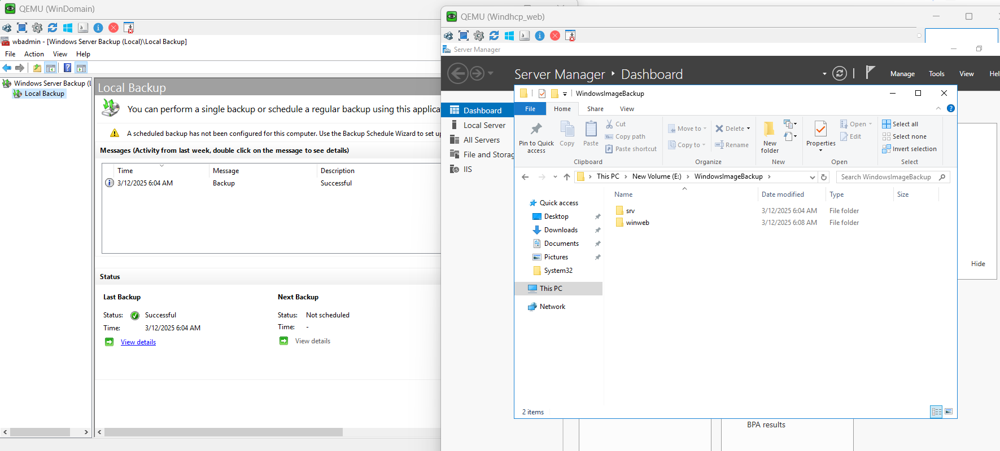 QEMU (WinDomain)
wbadmin - [Windows Server Backup (Local)\Local Backup]
File Action View Help
Windows Server Backup (L
Local Backup
Local Backup
You can perform a single backup or schedule a regular backup using this applica
A scheduled backup has not been configured for this computer. Use the Backup Schedule Wizard to set up
Messages (Activity from last week, double click on the message to see details)
Time Message Description
3/12/2025 6:04 AM Backup Successful
Status
Last Backup Next Backup
Status: Successful Status: Not scheduled
Time: 3/12/2025 6:04 AM Time: -
View details View details
QEMU (Windhcp_web)
Server Manager
Server Manager Dashboard
Manage Tools View Hel
Dashboard
Local Server
All Servers
File and Storag
IIS
WindowsImageBackup
File Home Share View
Pin to Quick access
Copy
Paste
Cut
Copy path
Paste shortcut
Clipboard
Move to
Copy to
Delete
Rename
Organize
New folder
New
Properties
Open
Edit
Open
Select all
Select none
Invert selection
Select
This PC New Volume (E:) WindowsImageBackup
Search WindowsImageBackup
Name Date modified Type Size
srv 3/12/2025 6:04 AM File folder
winweb 3/12/2025 6:08 AM File folder
Quick access
Desktop
Downloads
Documents
Pictures
System32
This PC
Network
2 items
Hide
BPA results